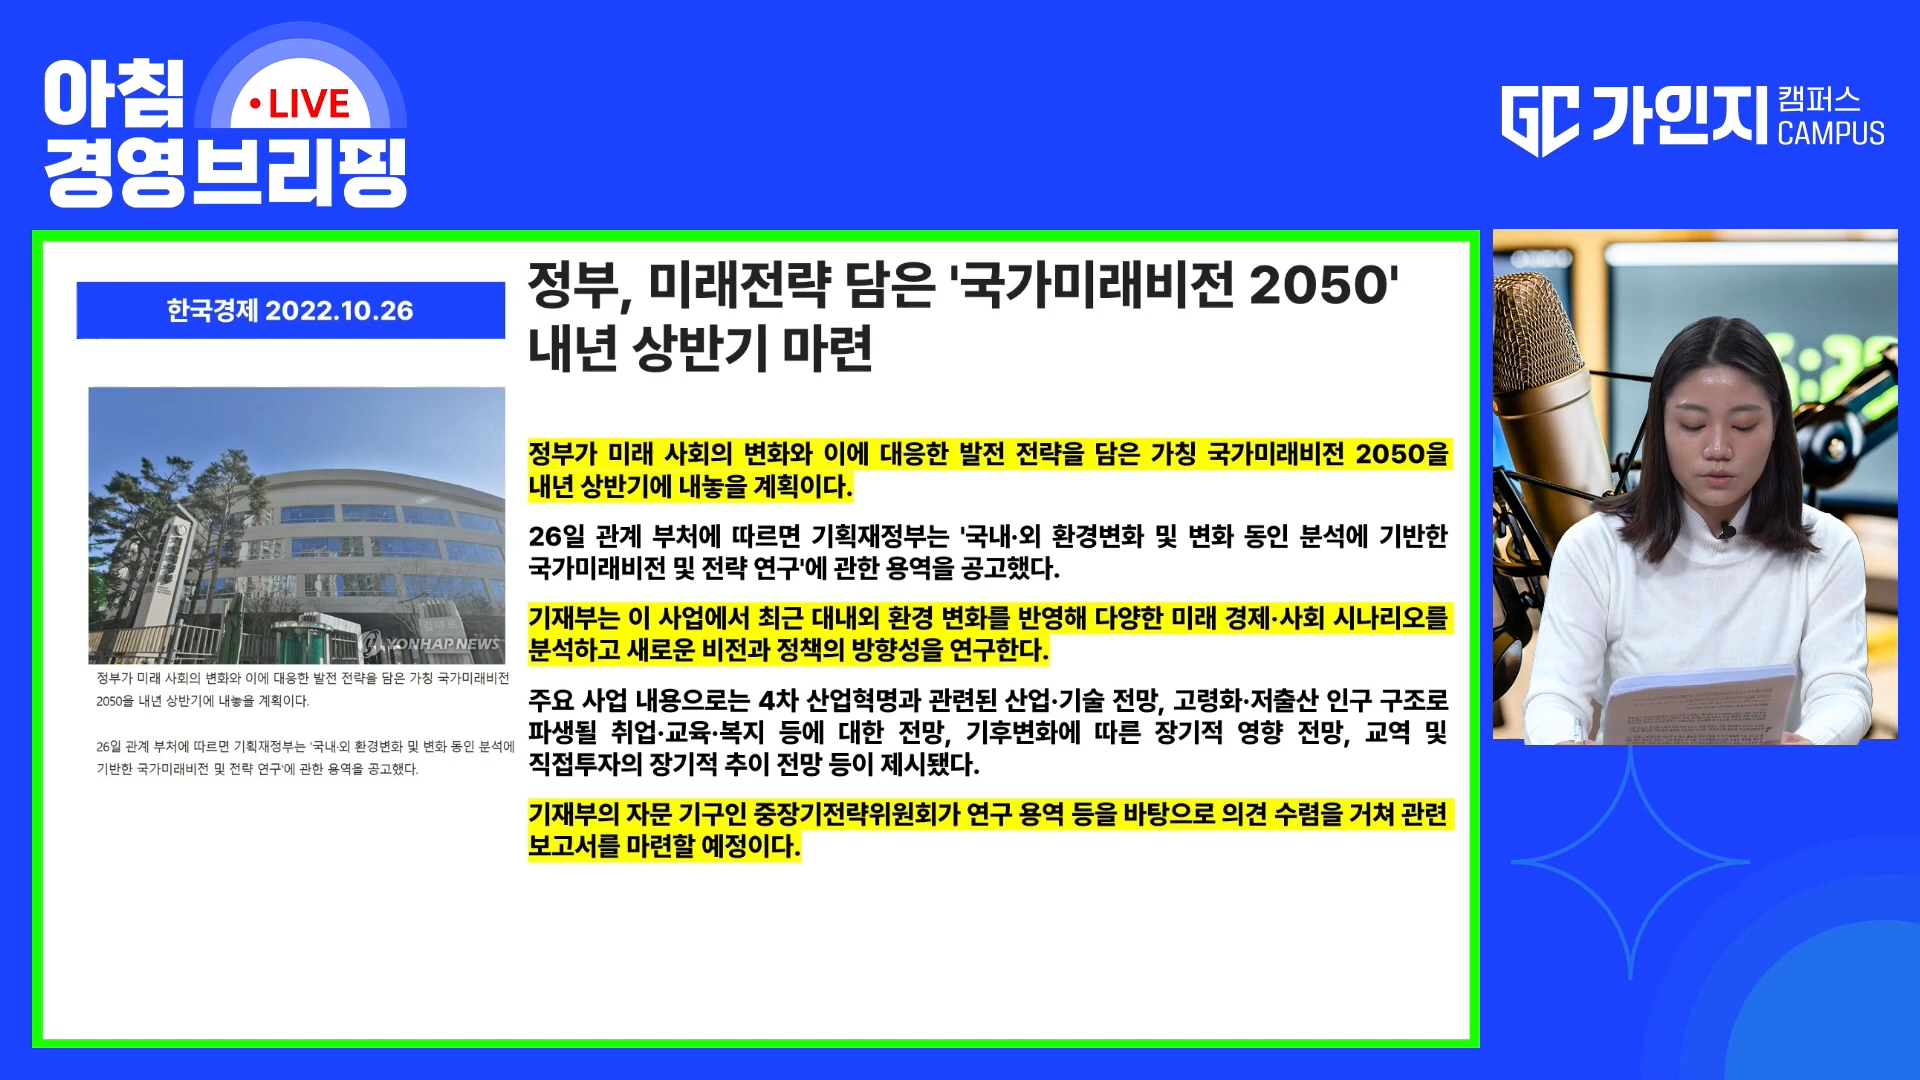 아침
• LIVE
경영브리핑
GC 가인지 캠퍼스
CAMPUS
한국경제 2022.10.26
정부, 미래전략 담은 '국가미래비전 2050'
내년 상반기 마련
YONHAP NEWS
정부가 미래 사회의 변화와 이에 대응한 발전 전략을 담은 가칭 국가미래비전
2050을 내년 상반기에 내놓을 계획이다.
26일 관계 부처에 따르면 기획재정부는 '국내·외 환경변화 및 변화 동인 분석에
기반한 국가미래비전 및 전략 연구'에 관한 용역을 공고했다.
정부가 미래 사회의 변화와 이에 대응한 발전 전략을 담은 가칭 국가미래비전 2050을
내년 상반기에 내놓을 계획이다.
26일 관계 부처에 따르면 기획재정부는 '국내·외 환경변화 및 변화 동인 분석에 기반한
국가미래비전 및 전략 연구'에 관한 용역을 공고했다.
기재부는 이 사업에서 최근 대내외 환경 변화를 반영해 다양한 미래 경제·사회 시나리오를
분석하고 새로운 비전과 정책의 방향성을 연구한다.
주요 사업 내용으로는 4차 산업혁명과 관련된 산업·기술 전망, 고령화·저출산 인구 구조로
파생될 취업·교육·복지 등에 대한 전망, 기후변화에 따른 장기적 영향 전망, 교역 및
직접투자의 장기적 추이 전망 등이 제시됐다.
기재부의 자문 기구인 중장기전략위원회가 연구 용역 등을 바탕으로 의견 수렴을 거쳐 관련
보고서를 마련할 예정이다.